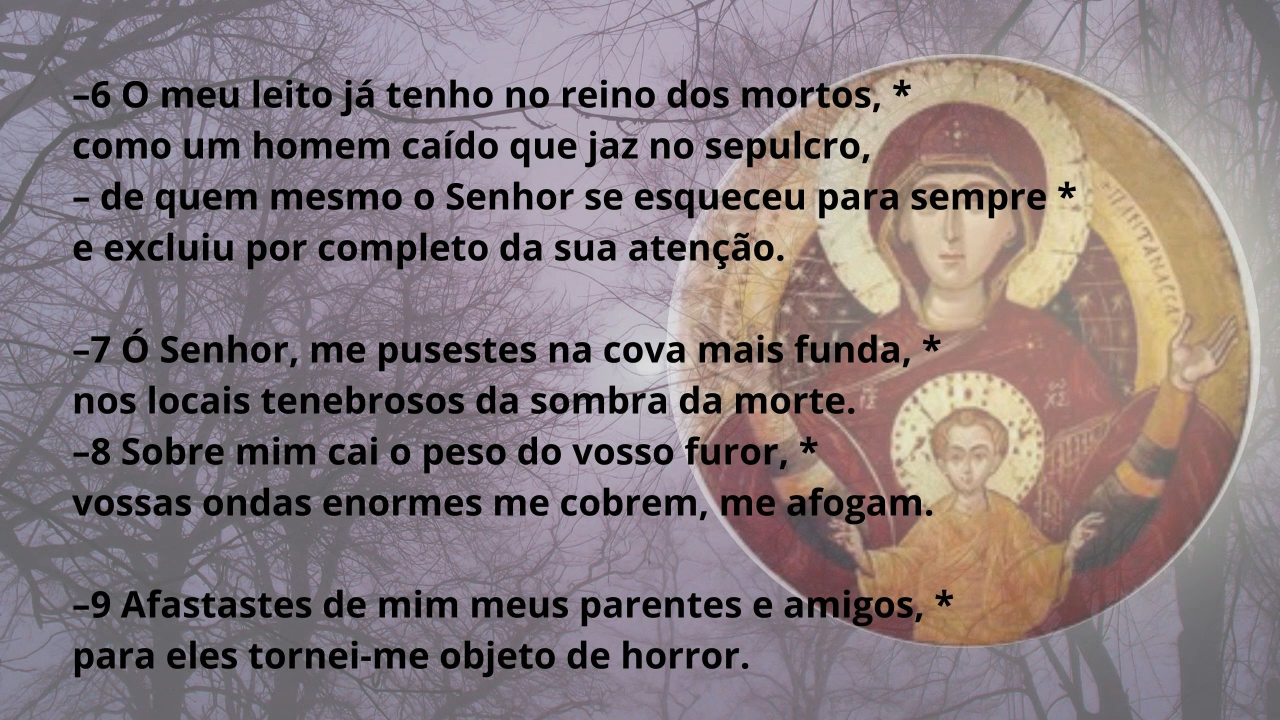 –6 O meu leito já tenho no reino dos mortos, *
como um homem caído que jaz no sepulcro,
– de quem mesmo o Senhor se esqueceu para sempre *
e excluiu por completo da sua atenção.
–7 Ó Senhor, me pusestes na cova mais funda, *
nos locais tenebrosos da sombra da morte.
–8 Sobre mim cai o peso do vosso furor, *
vossas ondas enormes me cobrem, me afogam.
–9 Afastastes de mim meus parentes e amigos, *
para eles tornei-me objeto de horror.